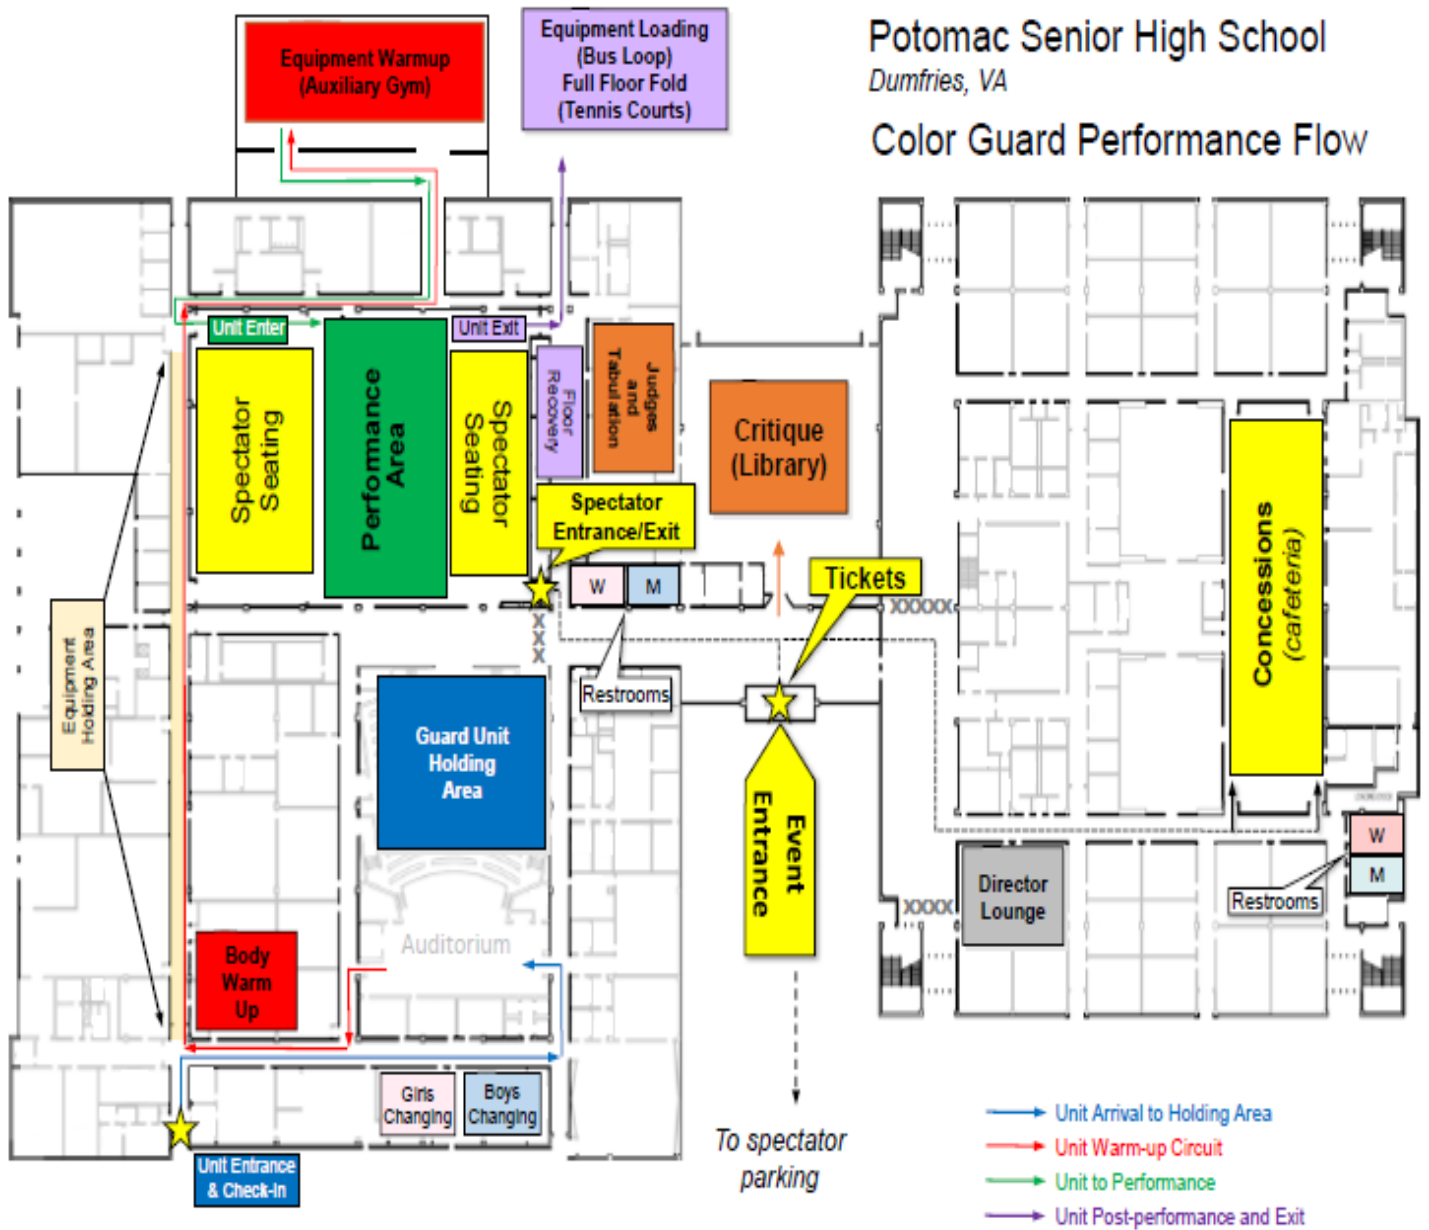 Potomac Senior High School
Dumfries, VA
Color Guard Performance Flow
Equipment Warmup
(Auxiliary Gym)
Equipment Loading
(Bus Loop)
Full Floor Fold
(Tennis Courts)
Unit Enter
Unit Exit
Spectator
Seating
Performance
Area
Spectator
Seating
Floor
Recovery
Judges
and
Tabulation
Critique
(Library)
Spectator
Entrance/Exit
W
M
Tickets
XXXXX
X
X
X
Restrooms
Concessions
(cafeteria)
Equipment
Holding Area
Guard Unit
Holding
Area
Event
Entrance
W
M
Restrooms
Director
Lounge
XXXX
Auditorium
Body
Warm
Up
Girls
Changing
Boys
Changing
Unit Entrance
& Check-In
To spectator
parking
Unit Arrival to Holding Area
Unit Warm-up Circuit
Unit to Performance
Unit Post-performance and Exit